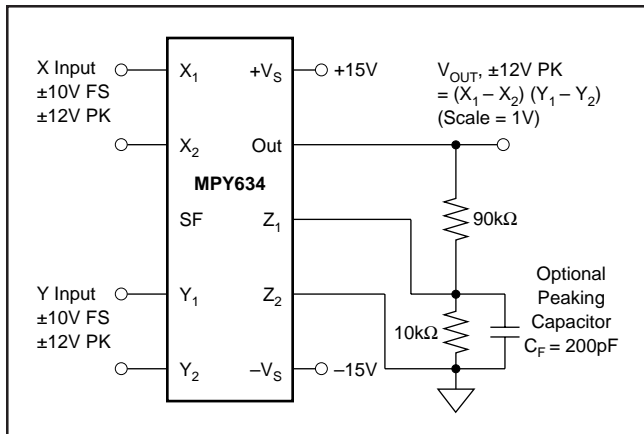 X Input
±10V FS
±12V PK
X1
+VS
+15V
VOUT, ±12V PK
= (X1 – X2) (Y1 – Y2)
(Scale = 1V)
X2
Out
MPY634
SF
Z1
90kΩ
Y Input
±10V FS
±12V PK
Y1
Z2
10kΩ
Optional
Peaking
Capacitor
CF = 200pF
Y2
–VS
–15V